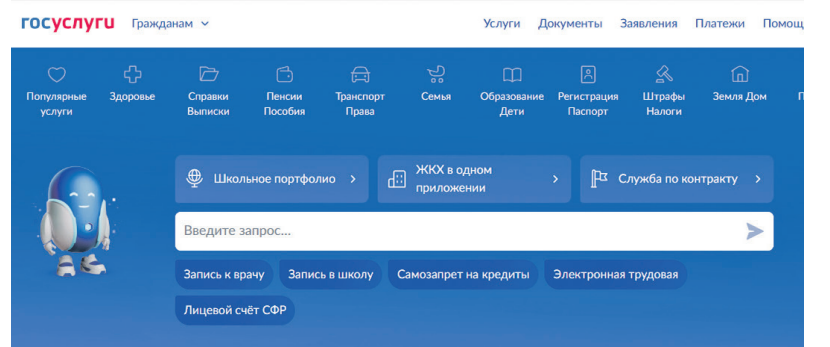 госуслуги Гражданам Услуги Документы Заявления Платежи Помощ
Популярные услуги
Здоровье
Справки Выписки
Пенсии Пособия
Транспорт Права
Семья
Образование Дети
Регистрация Паспорт
Штрафы Налоги
Земля Дом
П
Школьное портфолио
ЖКХ в одном
приложении
Служба по контракту
Введите запрос...
Запись к врачу Запись в школу Самозапрет на кредиты Электронная трудовая
Лицевой счёт СФР